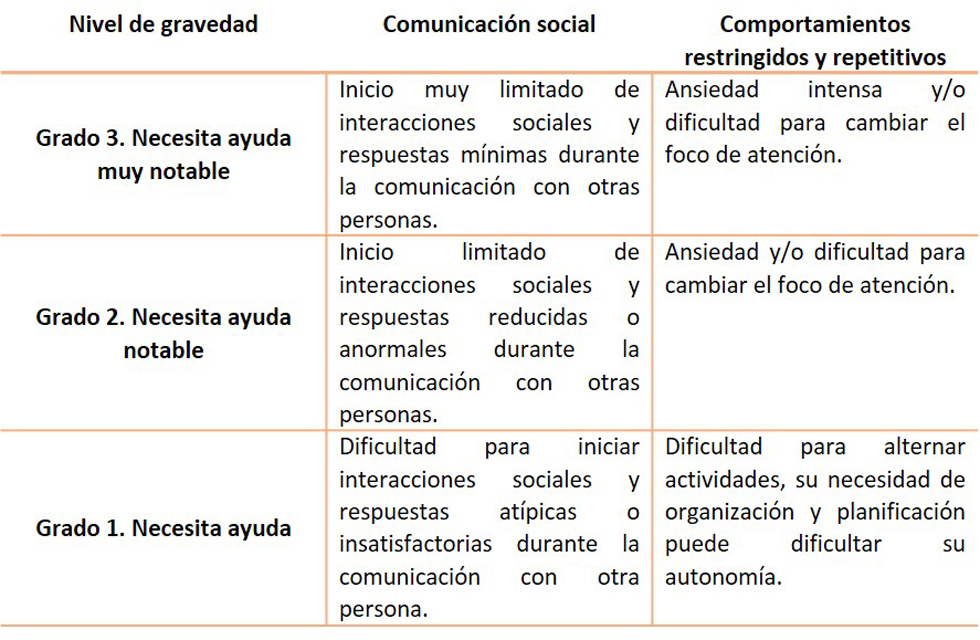 Nivel de gravedad
Comunicación social
Comportamientos
restringidos y repetitivos
Grado 3. Necesita ayuda
muy notable
Inicio muy limitado de
interacciones sociales y
respuestas mínimas durante
la comunicación con otras
personas.
Ansiedad intensa y/o
dificultad para cambiar el
foco de atención.
Grado 2. Necesita ayuda
notable
Inicio limitado de
interacciones sociales y
respuestas reducidas o
anormales durante la
comunicación con otras
personas.
Ansiedad y/o dificultad para
cambiar el foco de atención.
Grado 1. Necesita ayuda
Dificultad para iniciar
interacciones sociales y
respuestas atípicas o
insatisfactorias durante la
comunicación con otra
persona.
Dificultad para alternar
actividades, su necesidad de
organización y planificación
puede dificultar su
autonomía.